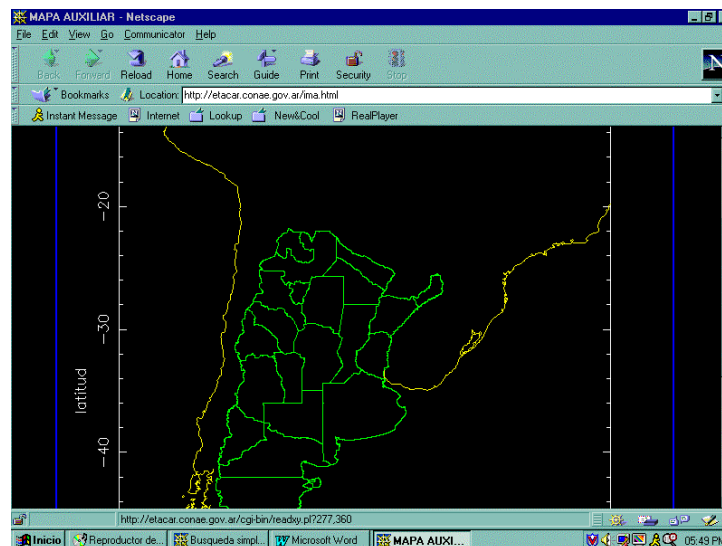 MAPA AUXILIAR - Netscape
File Edit View Go Communicator Help
Back Forward Reload Home Search Guide Print Security Stop
N
Bookmarks Location: http://etacar.conae.gov.ar/ima.html
Instant Message Internet Lookup New&Cool RealPlayer
-20
-30
latitud
-40
http://etacar.conae.gov.ar/cgi-bin/readxy.pl?277,360
Inicio Reproductor de... Busqueda simpl... Microsoft Word MAPA AUXI... 05:49 PM